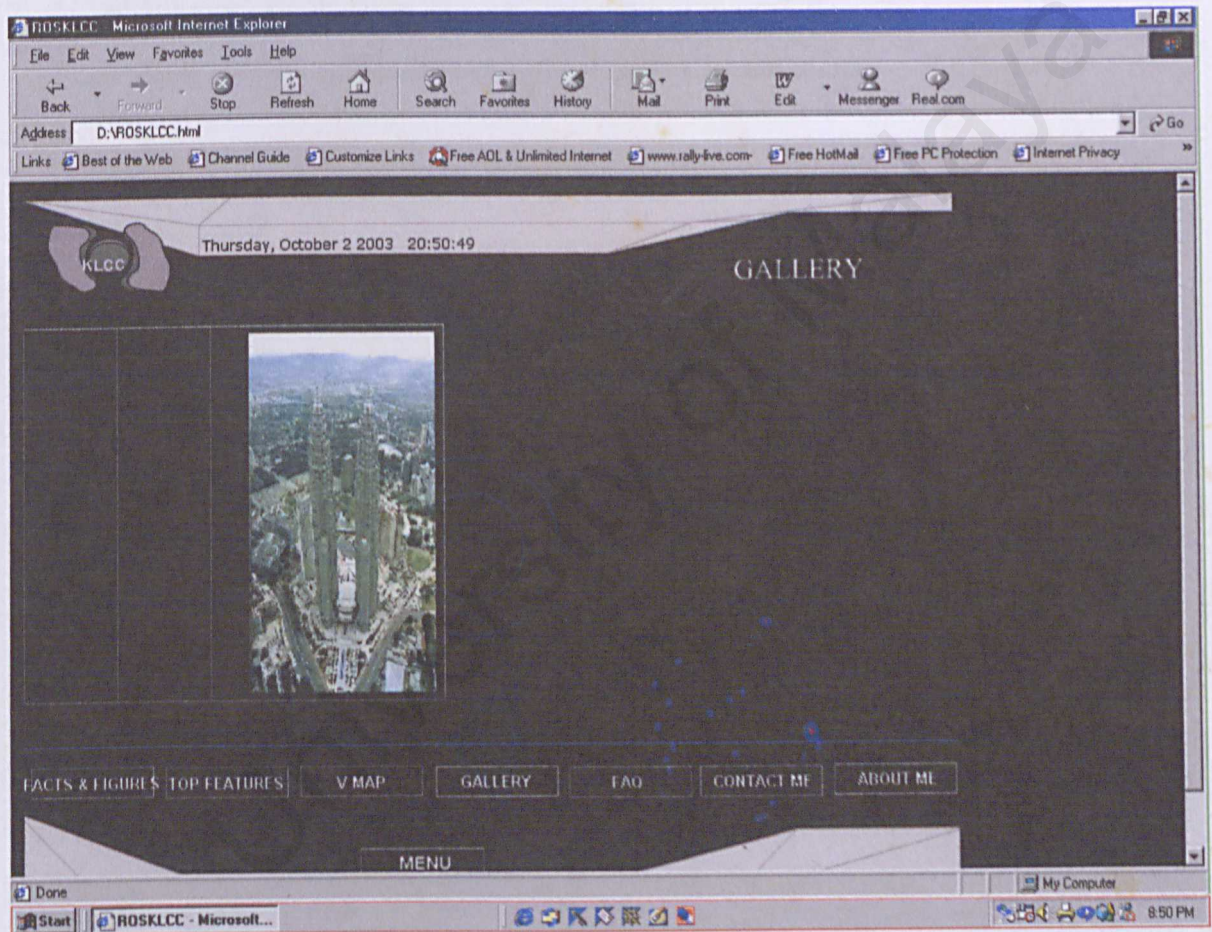 ROSKLCC - Microsoft Internet Explorer
File Edit View Favorites Tools Help
Back Forward Stop Refresh Home Search Favorites History Mail Print Edit Messenger Real.com
Address D:\ROSKLCC.html Go
Links Best of the Web Channel Guide Customize Links Free AOL & Unlimited Internet www.rally-live.com- Free HotMail Free PC Protection Internet Privacy »
KLCC
Thursday, October 2 2003 20:50:49
GALLERY
FACTS & FIGURES TOP FEATURES V MAP GALLERY FAQ CONTACT ME ABOUT ME
MENU
Done My Computer
Start ROSKLCC - Microsoft... 8:50 PM